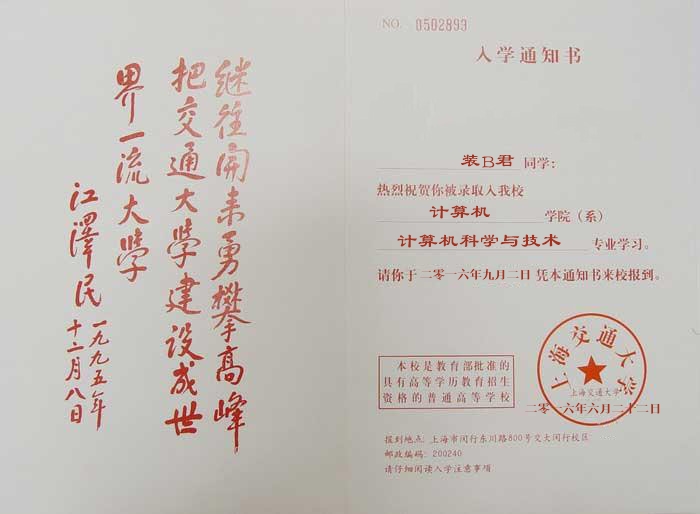 继往開来勇攀高峰
把交通大學建设成世
界一流大學
江澤民
一九九五年
十二月八日
NO. 0502893
入学通知书
装B君 同学:
热烈祝贺你被录取入我校
计算机 学院（系）
计算机科学与技术 专业学习。
请你于 二零一六年九月二日 凭本通知书来校报到。
本校是教育部批准的
具有高等学历教育招生
资格的普通高等学校
上海交通大学
上海交通大学
二零一六年六月二十二日
报到地点: 上海市闵行东川路800号交大闵行校区
邮政编码: 200240
请仔细阅读入学注意事项